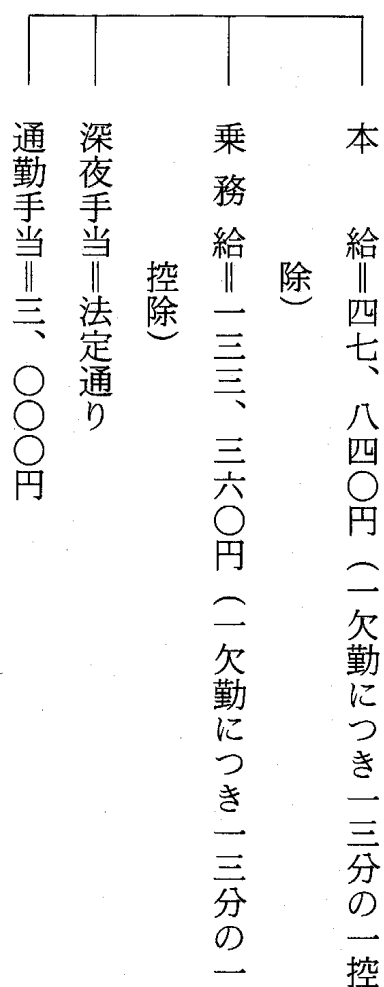 本給＝四七、八四〇円（一欠勤につき一三分の一控
除）
乗務給＝一三三、三六〇円（一欠勤につき一三分の一
控除）
深夜手当＝法定通り
通勤手当＝三、〇〇〇円